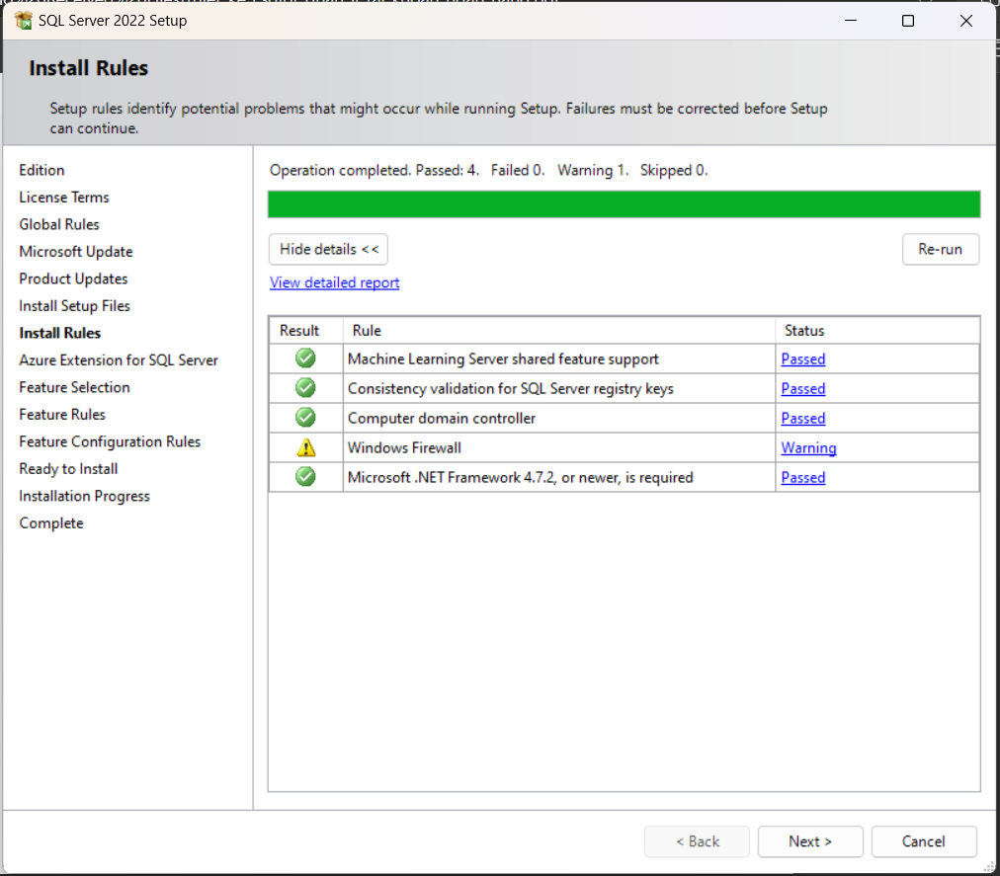 SQL Server 2022 Setup
Install Rules
Setup rules identify potential problems that might occur while running Setup. Failures must be corrected before Setup
can continue.
Edition
License Terms
Global Rules
Microsoft Update
Product Updates
Install Setup Files
Install Rules
Azure Extension for SQL Server
Feature Selection
Feature Rules
Feature Configuration Rules
Ready to Install
Installation Progress
Complete
Operation completed. Passed: 4.   Failed 0.   Warning 1.   Skipped 0.
Hide details <<
Re-run
View detailed report
Result Rule Status
Machine Learning Server shared feature support Passed
Consistency validation for SQL Server registry keys Passed
Computer domain controller Passed
Windows Firewall Warning
Microsoft .NET Framework 4.7.2, or newer, is required Passed
< Back Next > Cancel